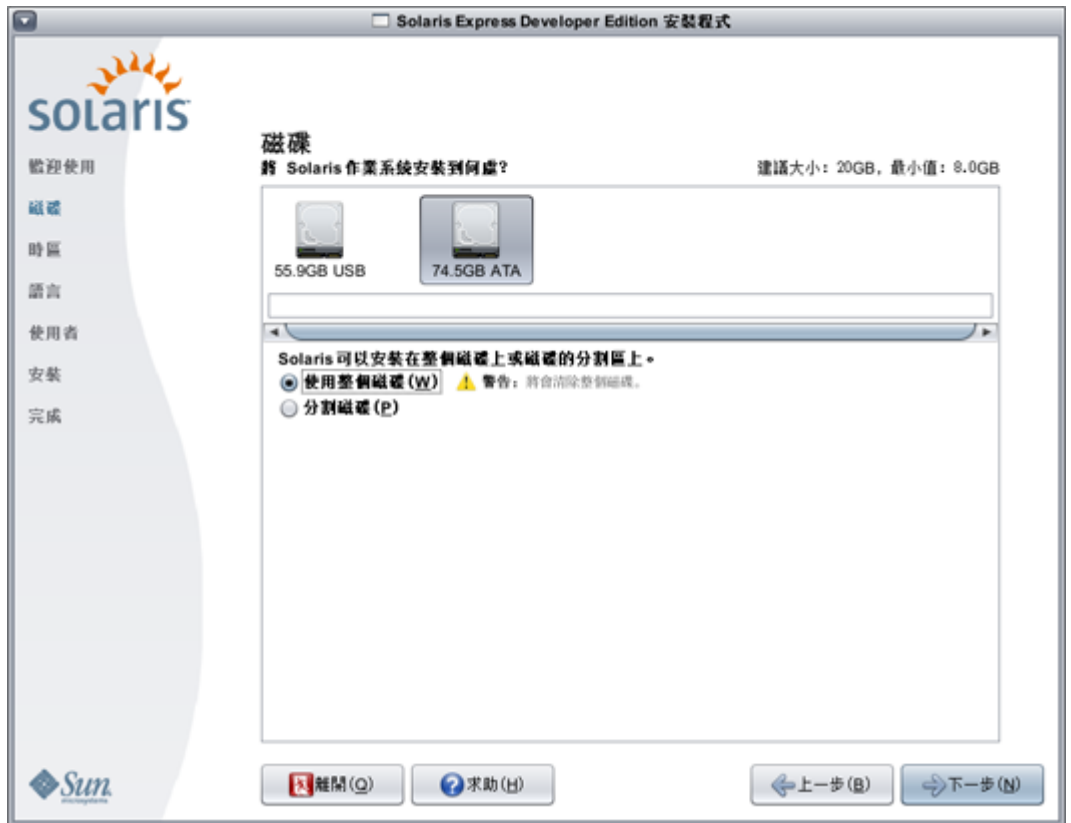 Solaris Express Developer Edition 安裝程式
solaris
歡迎使用
磁碟
時區
語言
使用者
安裝
完成
磁碟
將 Solaris 作業系統安裝到何處?
建議大小: 20GB, 最小值: 8.0GB
55.9GB USB
74.5GB ATA
Solaris 可以安裝在整個磁碟上或磁碟的分割區上。
使用整個磁碟(W)
警告: 將會清除整個磁碟.
分割磁碟(P)
Sun
microsystems
離開(Q)
求助(H)
上一步(B)
下一步(N)